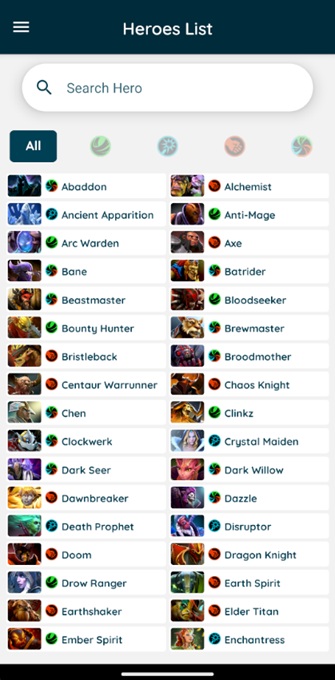 Heroes List
Search Hero
All
Abaddon Alchemist
Ancient Apparition Anti-Mage
Arc Warden Axe
Bane Batrider
Beastmaster Bloodseeker
Bounty Hunter Brewmaster
Bristleback Broodmother
Centaur Warrunner Chaos Knight
Chen Clinkz
Clockwerk Crystal Maiden
Dark Seer Dark Willow
Dawnbreaker Dazzle
Death Prophet Disruptor
Doom Dragon Knight
Drow Ranger Earth Spirit
Earthshaker Elder Titan
Ember Spirit Enchantress